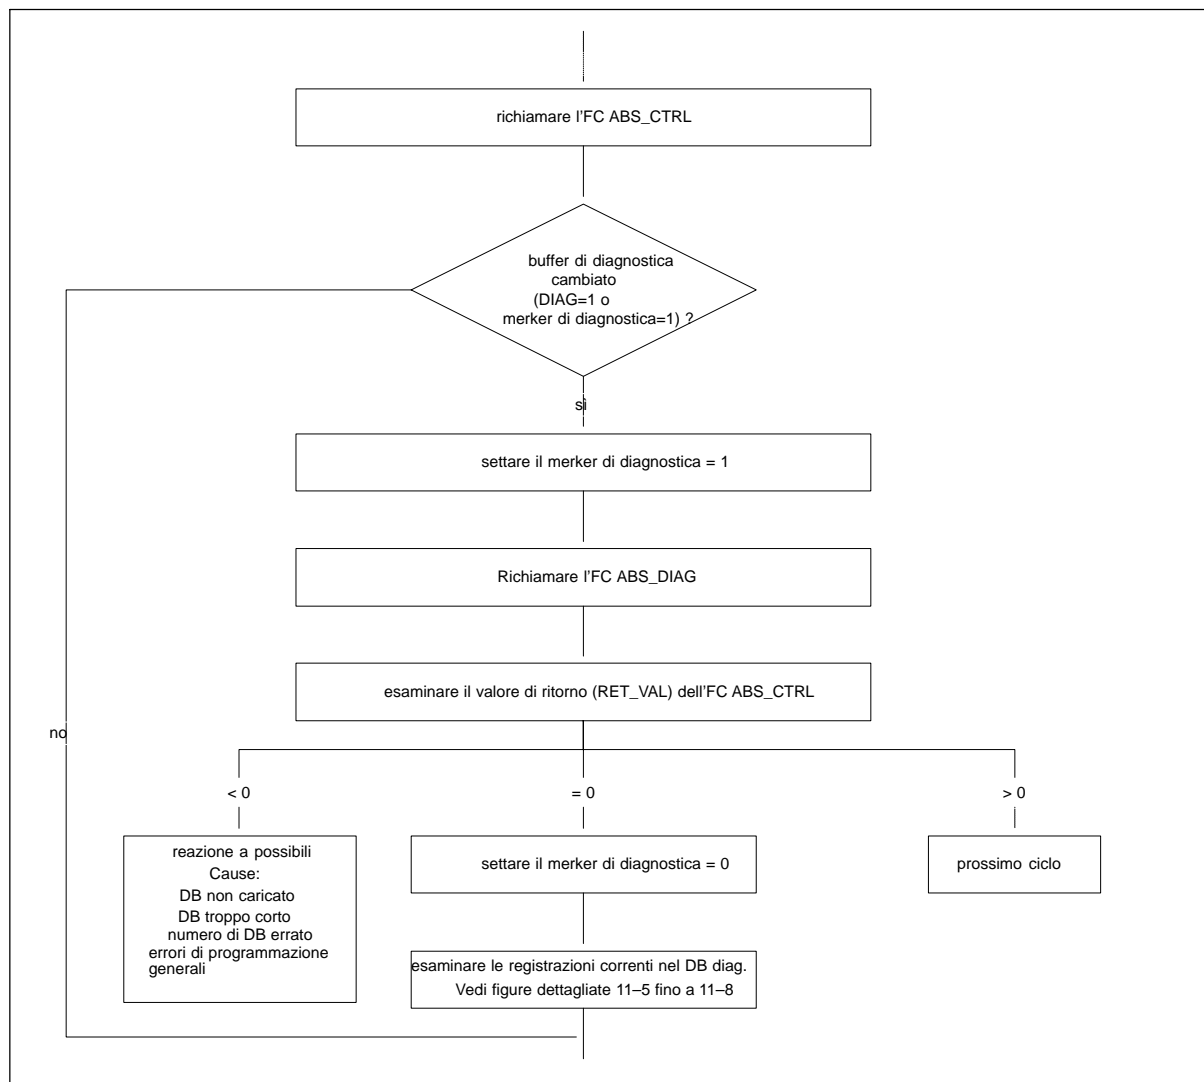 richiamare l'FC ABS_CTRL
buffer di diagnostica
cambiato
(DIAG=1 o
merker di diagnostica=1) ?
sì
settare il merker di diagnostica = 1
Richiamare l'FC ABS_DIAG
esaminare il valore di ritorno (RET_VAL) dell'FC ABS_CTRL
no
< 0
= 0
> 0
reazione a possibili
Cause:
DB non caricato
DB troppo corto
numero di DB errato
errori di programmazione
generali
settare il merker di diagnostica = 0
prossimo ciclo
esaminare le registrazioni correnti nel DB diag.
Vedi figure dettagliate 11–5 fino a 11–8